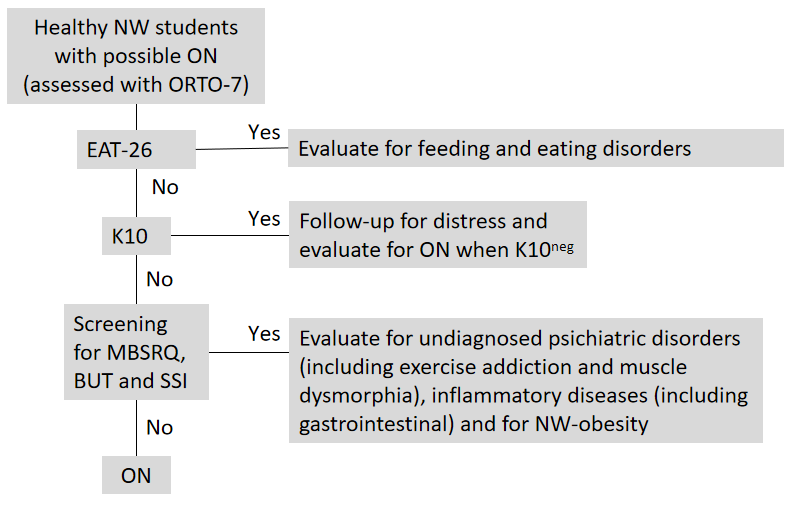 Healthy NW students
with possible ON
(assessed with ORTO-7)
EAT-26
Yes
Evaluate for feeding and eating disorders
No
K10
Yes
Follow-up for distress and
evaluate for ON when K10ⁿᵉᵍ
No
Screening
for MBSRQ,
BUT and SSI
Yes
Evaluate for undiagnosed psichiatric disorders
(including exercise addiction and muscle
dysmorphia), inflammatory diseases (including
gastrointestinal) and for NW-obesity
No
ON